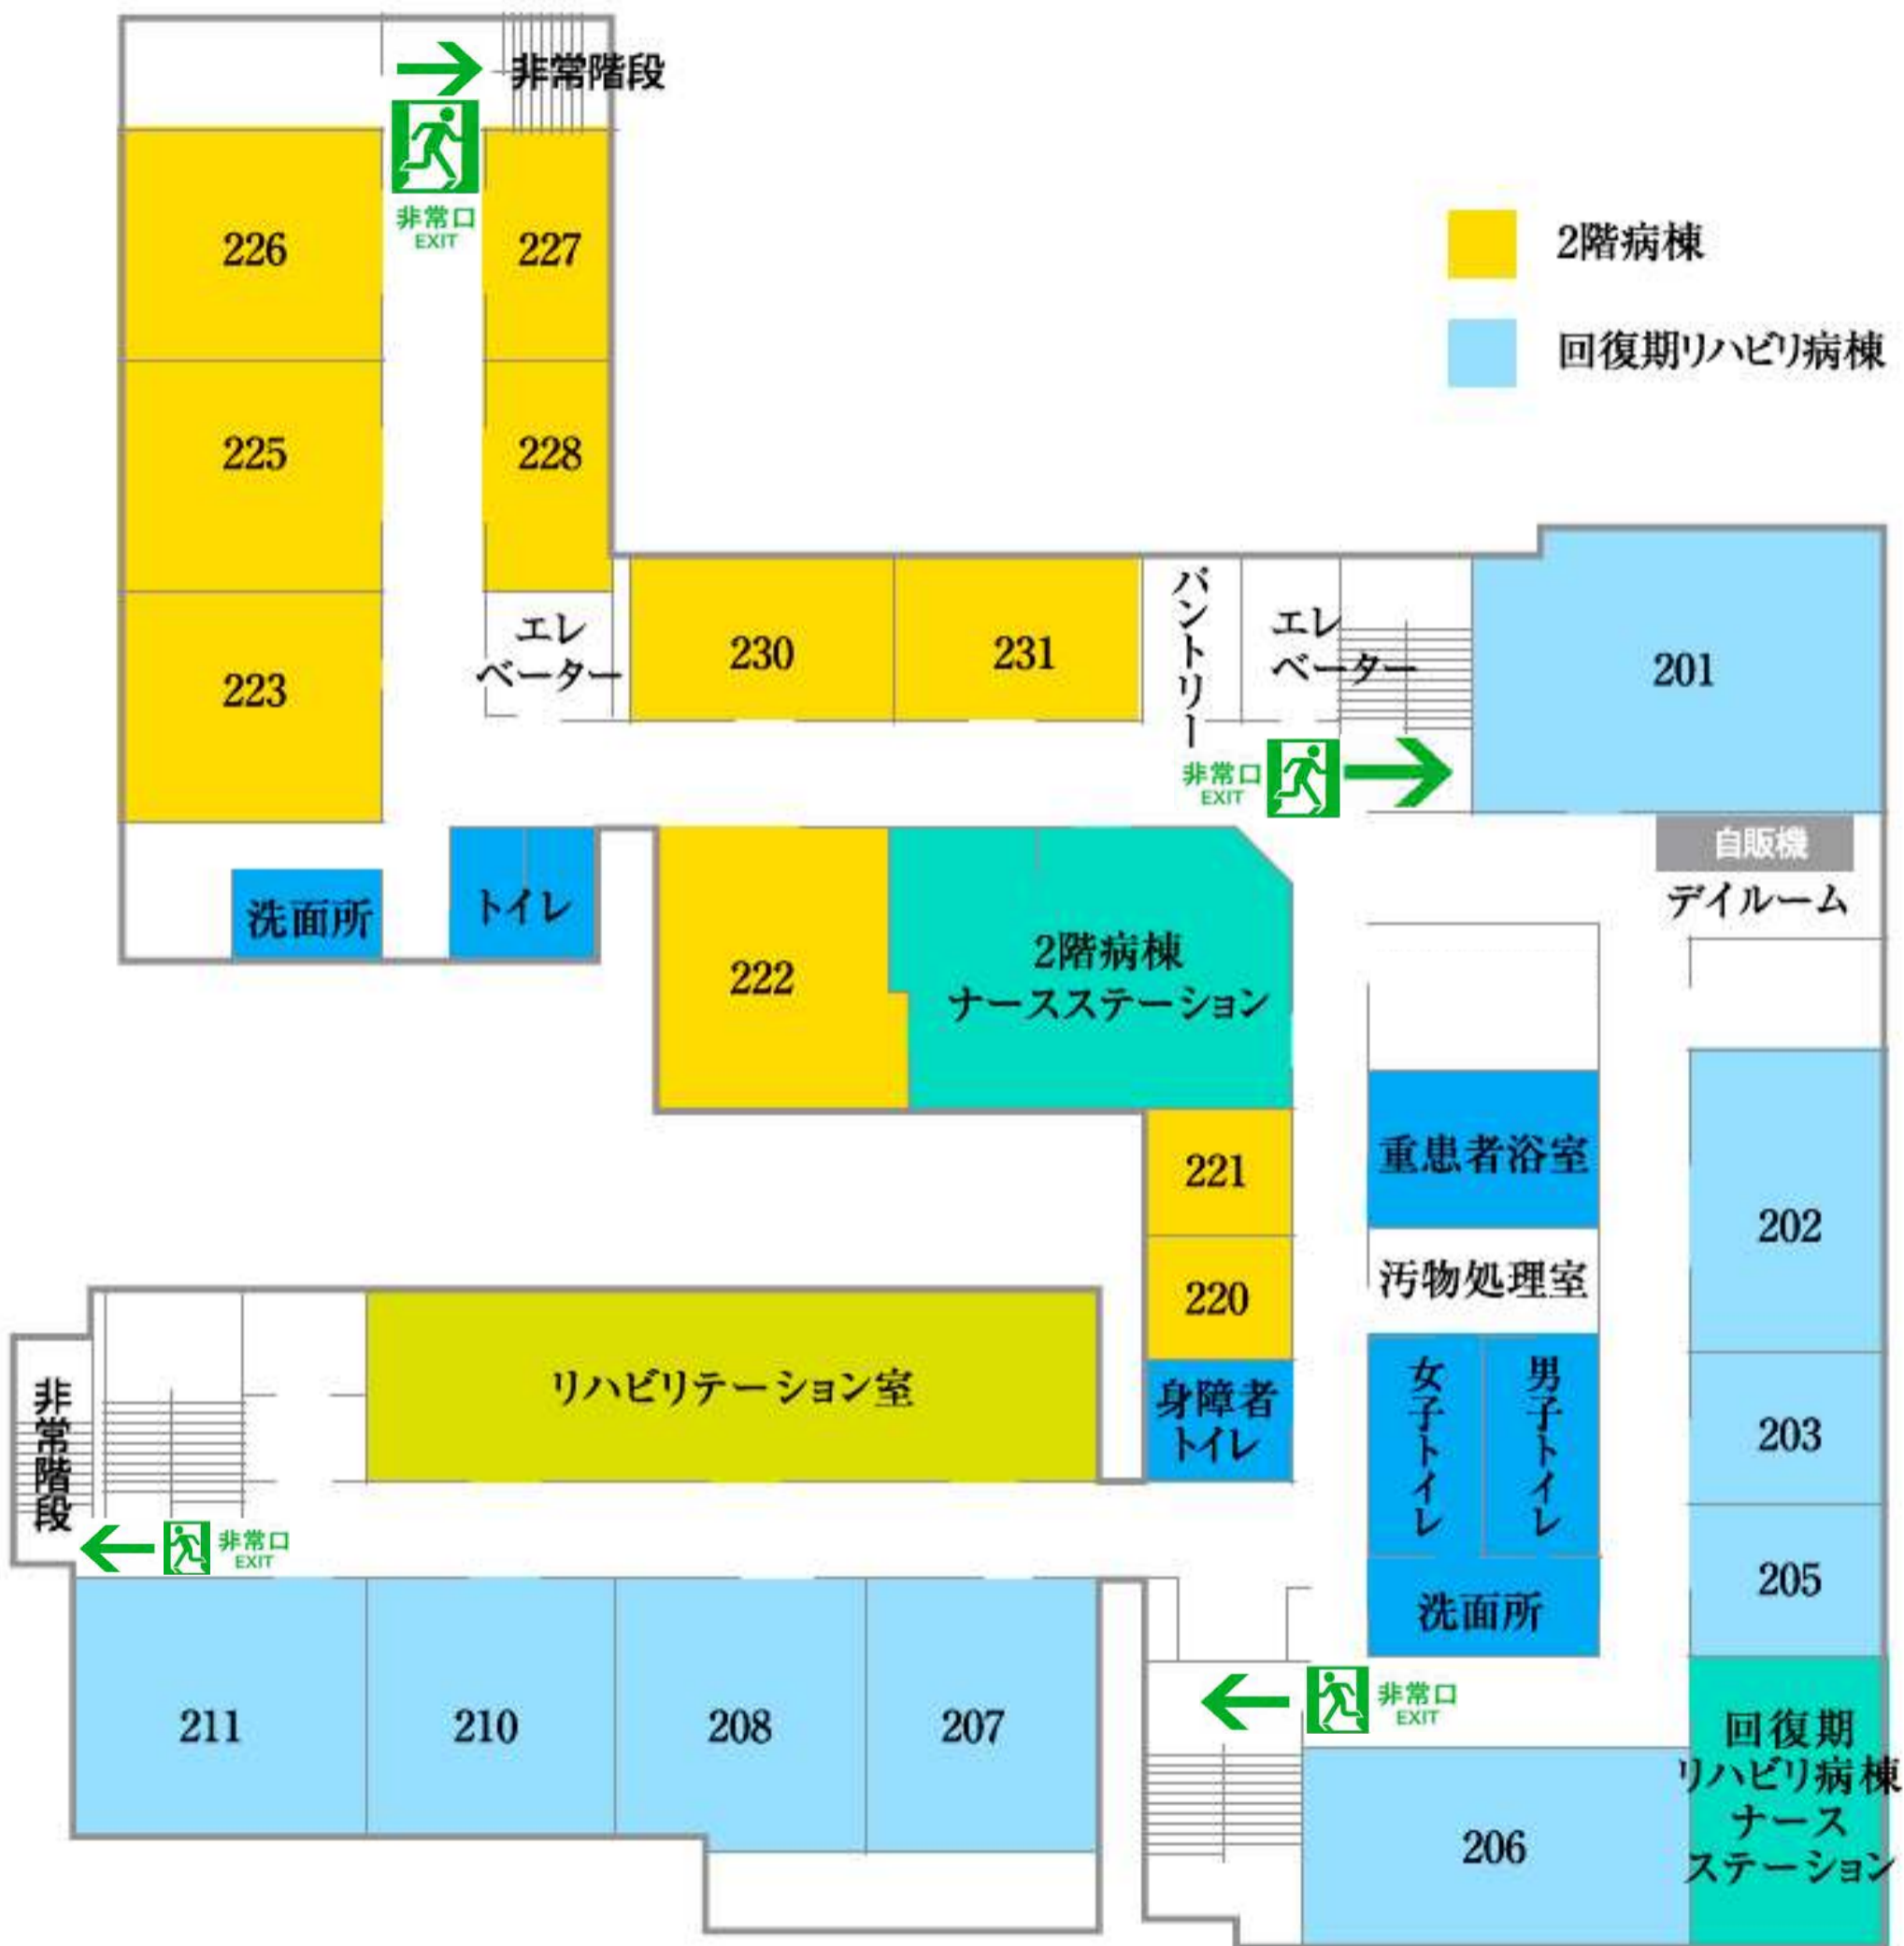 非常階段
非常口
EXIT
226
227
2階病棟
回復期リハビリ病棟
225
228
エレ
ベーター
223
230
231
パントリー
エレ
ベーター
201
非常口
EXIT
自販機
デイルーム
洗面所
トイレ
222
2階病棟
ナースステーション
221
重患者浴室
202
220
汚物処理室
リハビリテーション室
身障者
トイレ
女子トイレ
男子トイレ
203
非常階段
非常口
EXIT
205
洗面所
211
210
208
207
非常口
EXIT
206
回復期
リハビリ病棟
ナース
ステーション